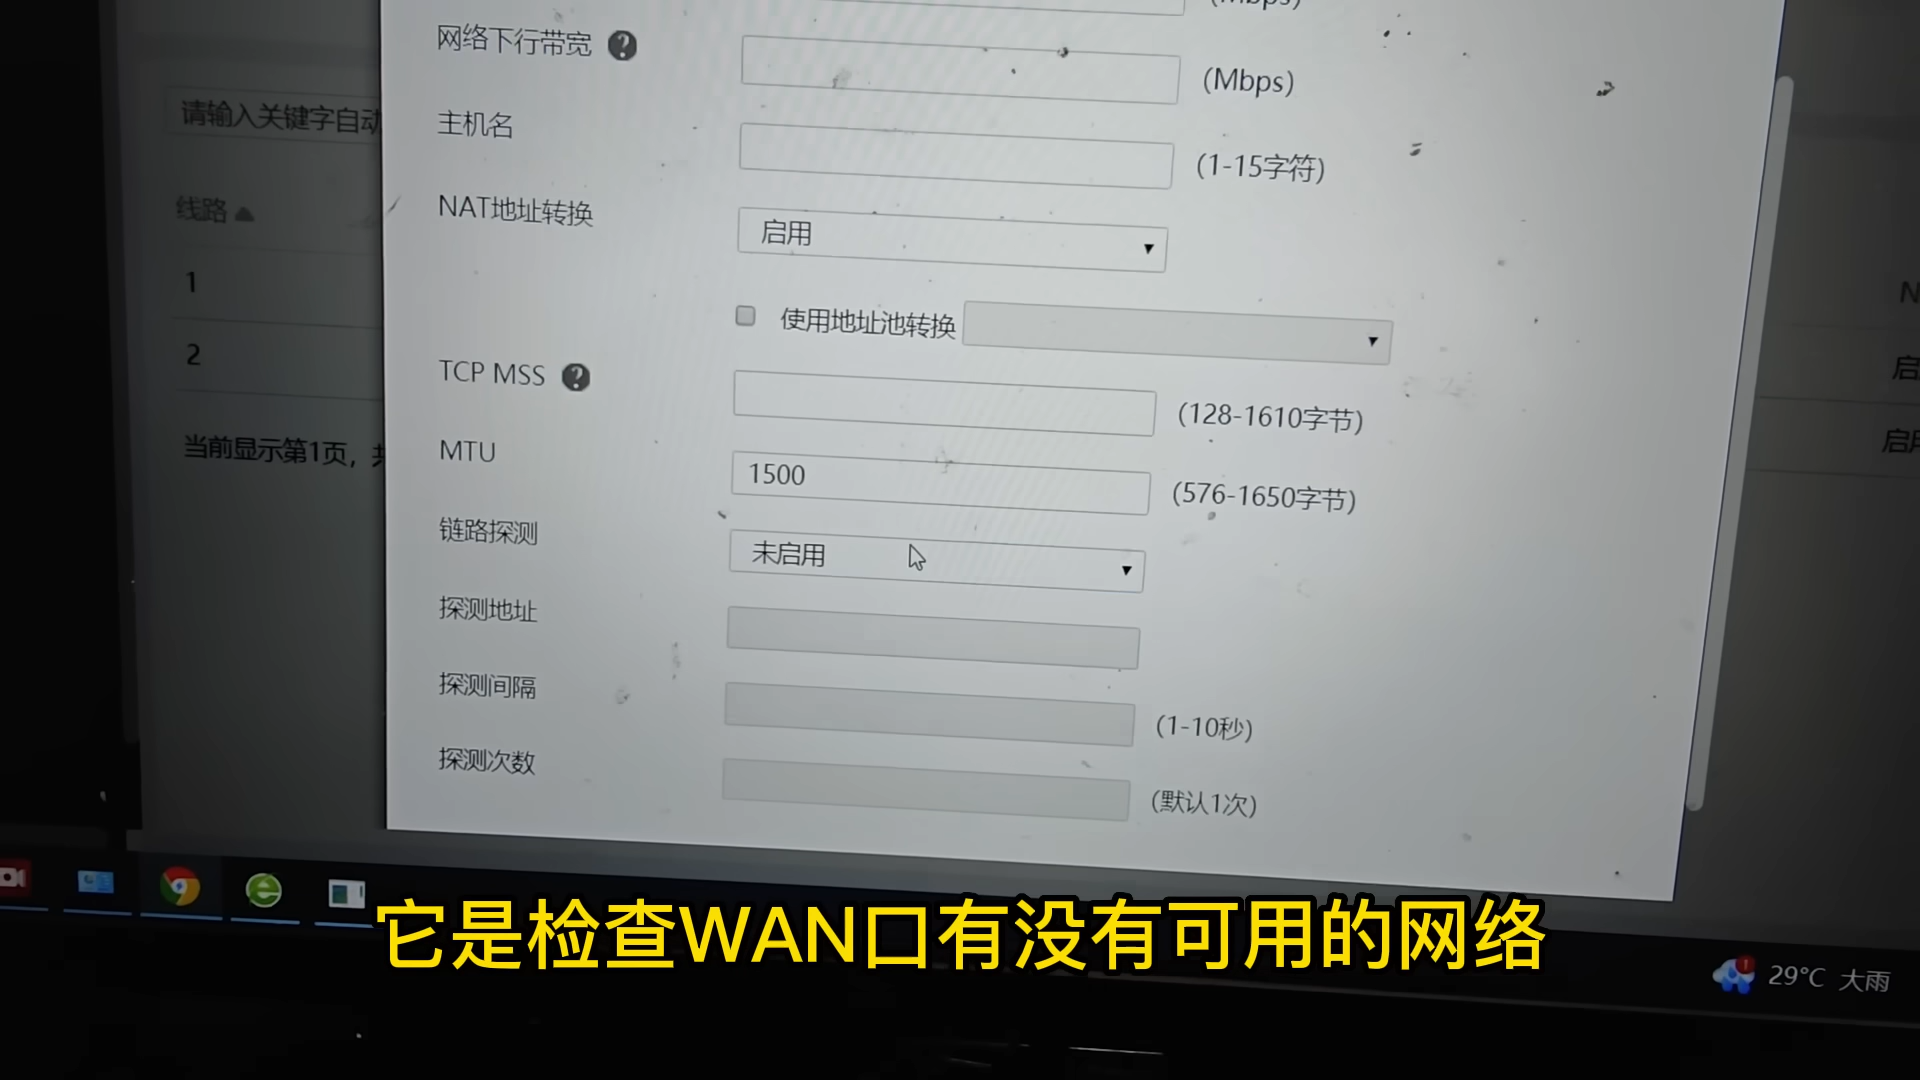 (Mbps)
网络下行带宽 ?
(Mbps)
请输入关键字自动
主机名
(1-15字符)
线路
NAT地址转换
启用
1
使用地址池转换
2
TCP MSS ?
(128-1610字节)
当前显示第1页，
MTU
1500
(576-1650字节)
链路探测
未启用
探测地址
探测间隔
(1-10秒)
探测次数
(默认1次)
N
启
启用
它是检查WAN口有没有可用的网络
29°C 大雨